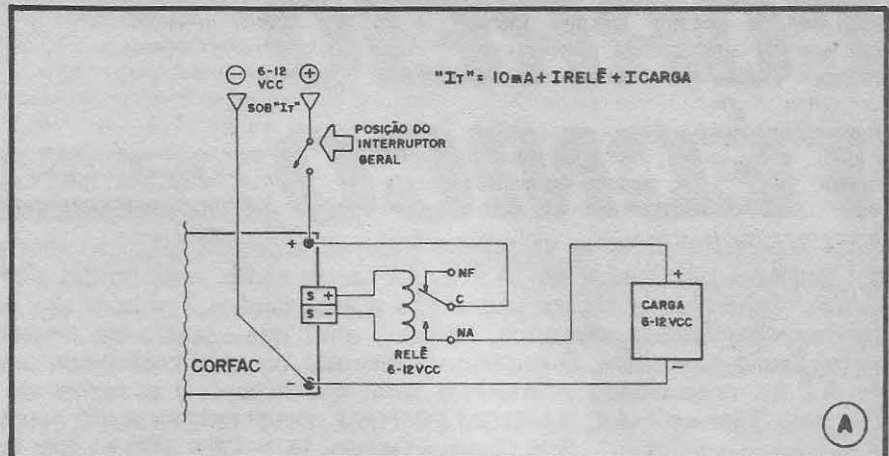 ⊖ 6-12 ⊕
VCC
SOB "IT"
"IT" = 10mA + IRELÊ + ICARGA
POSIÇÃO DO
INTERRUPTOR
GERAL
+
S +
S -
NF
C
NA
RELÊ
6-12VCC
+
CARGA
6-12 VCC
-
CORFAC
-
A